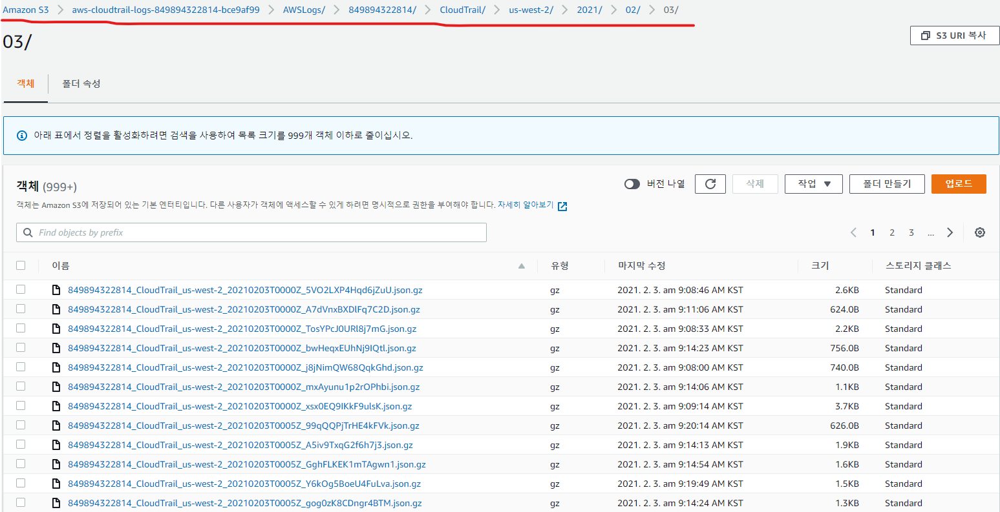 Amazon S3 > aws-cloudtrail-logs-849894322814-bce9af99 > AWSLogs/ > 849894322814/ > CloudTrail/ > us-west-2/ > 2021/ > 02/ > 03/
03/
S3 URI 복사
객체 폴더 속성
아래 표에서 정렬을 활성화하려면 검색을 사용하여 목록 크기를 999개 객체 이하로 줄이십시오.
객체 (999+) 버전 나열 삭제 작업 ▼ 폴더 만들기 업로드
객체는 Amazon S3에 저장되어 있는 기본 엔터티입니다. 다른 사용자가 객체에 액세스할 수 있게 하려면 명시적으로 권한을 부여해야 합니다. 자세히 알아보기
Find objects by prefix < 1 2 3 ... >
이름 유형 마지막 수정 크기 스토리지 클래스
849894322814_CloudTrail_us-west-2_20210203T0000Z_5VO2LXP4Hqd6jZuU.json.gz gz 2021. 2. 3. am 9:08:46 AM KST 2.6KB Standard
849894322814_CloudTrail_us-west-2_20210203T0000Z_A7dVnxBXDlFq7C2D.json.gz gz 2021. 2. 3. am 9:11:06 AM KST 624.0B Standard
849894322814_CloudTrail_us-west-2_20210203T0000Z_TosYPcJ0URl8j7mG.json.gz gz 2021. 2. 3. am 9:08:33 AM KST 2.2KB Standard
849894322814_CloudTrail_us-west-2_20210203T0000Z_bwHeqxEUhNj9IQtl.json.gz gz 2021. 2. 3. am 9:14:23 AM KST 756.0B Standard
849894322814_CloudTrail_us-west-2_20210203T0000Z_j8jNimQW68QqkGhd.json.gz gz 2021. 2. 3. am 9:08:00 AM KST 740.0B Standard
849894322814_CloudTrail_us-west-2_20210203T0000Z_mxAyunu1p2rOPhbi.json.gz gz 2021. 2. 3. am 9:14:06 AM KST 1.1KB Standard
849894322814_CloudTrail_us-west-2_20210203T0000Z_xsx0EQ9IKkF9ulsK.json.gz gz 2021. 2. 3. am 9:09:14 AM KST 3.7KB Standard
849894322814_CloudTrail_us-west-2_20210203T0005Z_99qQQPjTrHE4kFVk.json.gz gz 2021. 2. 3. am 9:20:14 AM KST 626.0B Standard
849894322814_CloudTrail_us-west-2_20210203T0005Z_A5iv9TxqG2f6h7j3.json.gz gz 2021. 2. 3. am 9:14:13 AM KST 1.9KB Standard
849894322814_CloudTrail_us-west-2_20210203T0005Z_GghFLKEK1mTAgwn1.json.gz gz 2021. 2. 3. am 9:14:54 AM KST 1.6KB Standard
849894322814_CloudTrail_us-west-2_20210203T0005Z_Y6kOg5BoeU4FuLva.json.gz gz 2021. 2. 3. am 9:19:49 AM KST 1.5KB Standard
849894322814_CloudTrail_us-west-2_20210203T0005Z_gog0zK8CDngr4BTM.json.gz gz 2021. 2. 3. am 9:14:24 AM KST 1.3KB Standard